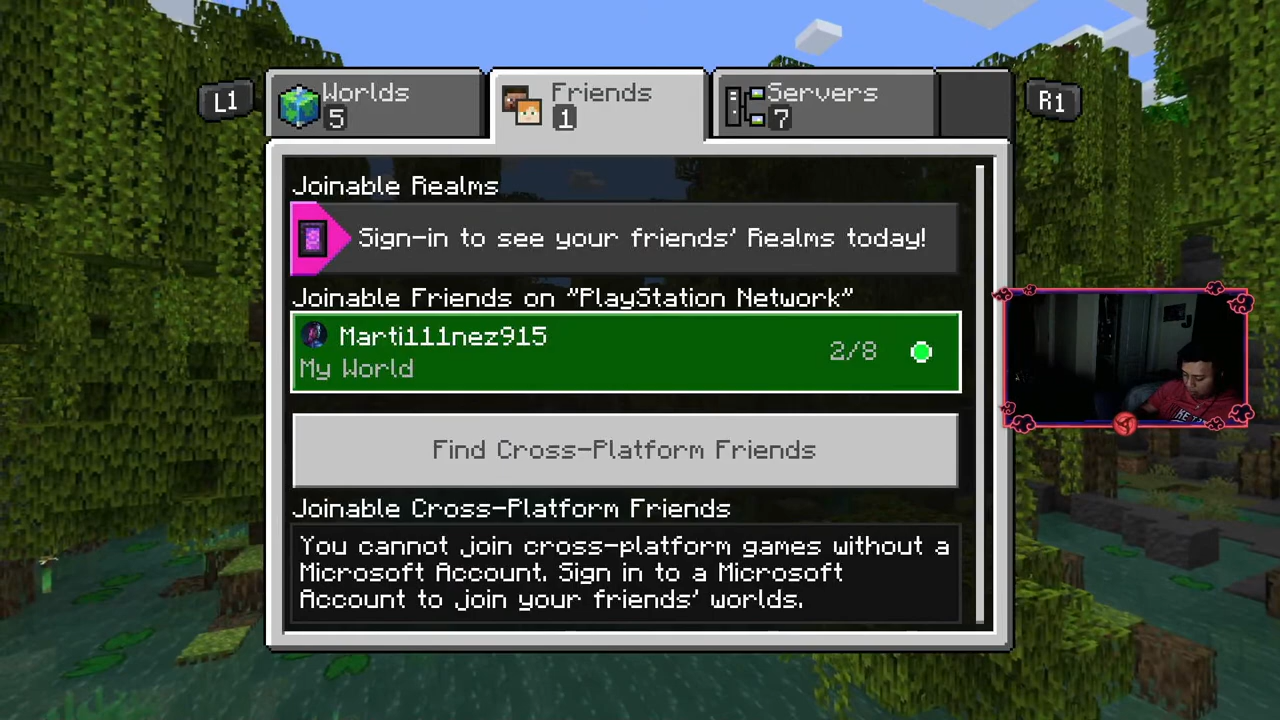 L1
Worlds
5
Friends
1
Servers
7
R1
Joinable Realms
Sign-in to see your friends' Realms today!
Joinable Friends on "PlayStation Network"
Marti111nez915
My World
2/8
Find Cross-Platform Friends
Joinable Cross-Platform Friends
You cannot join cross-platform games without a
Microsoft Account. Sign in to a Microsoft
Account to join your friends' worlds.